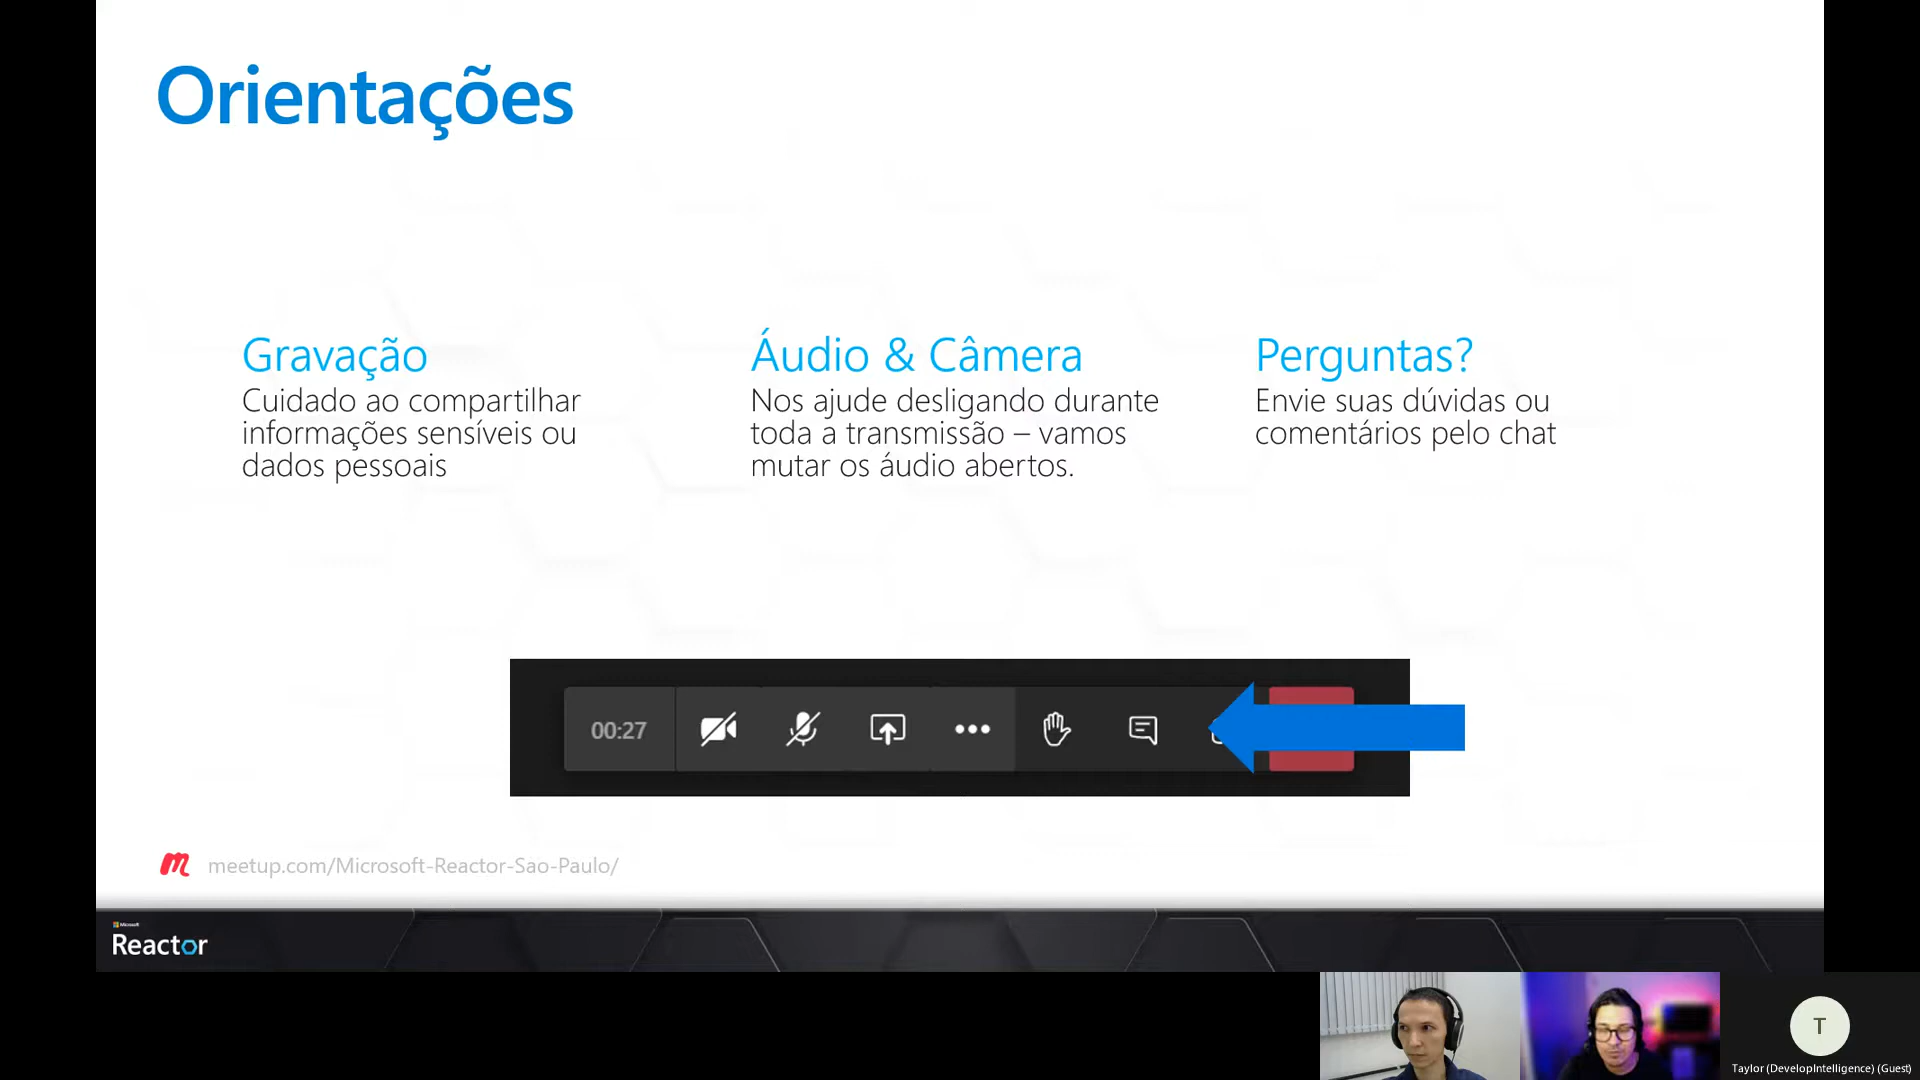 Orientações
Gravação
Cuidado ao compartilhar
informações sensíveis ou
dados pessoais
Áudio & Câmera
Nos ajude desligando durante
toda a transmissão – vamos
mutar os áudio abertos.
Perguntas?
Envie suas dúvidas ou
comentários pelo chat
00:27
meetup.com/Microsoft-Reactor-Sao-Paulo/
Microsoft
Reactor
T
Taylor (DevelopIntelligence) (Guest)